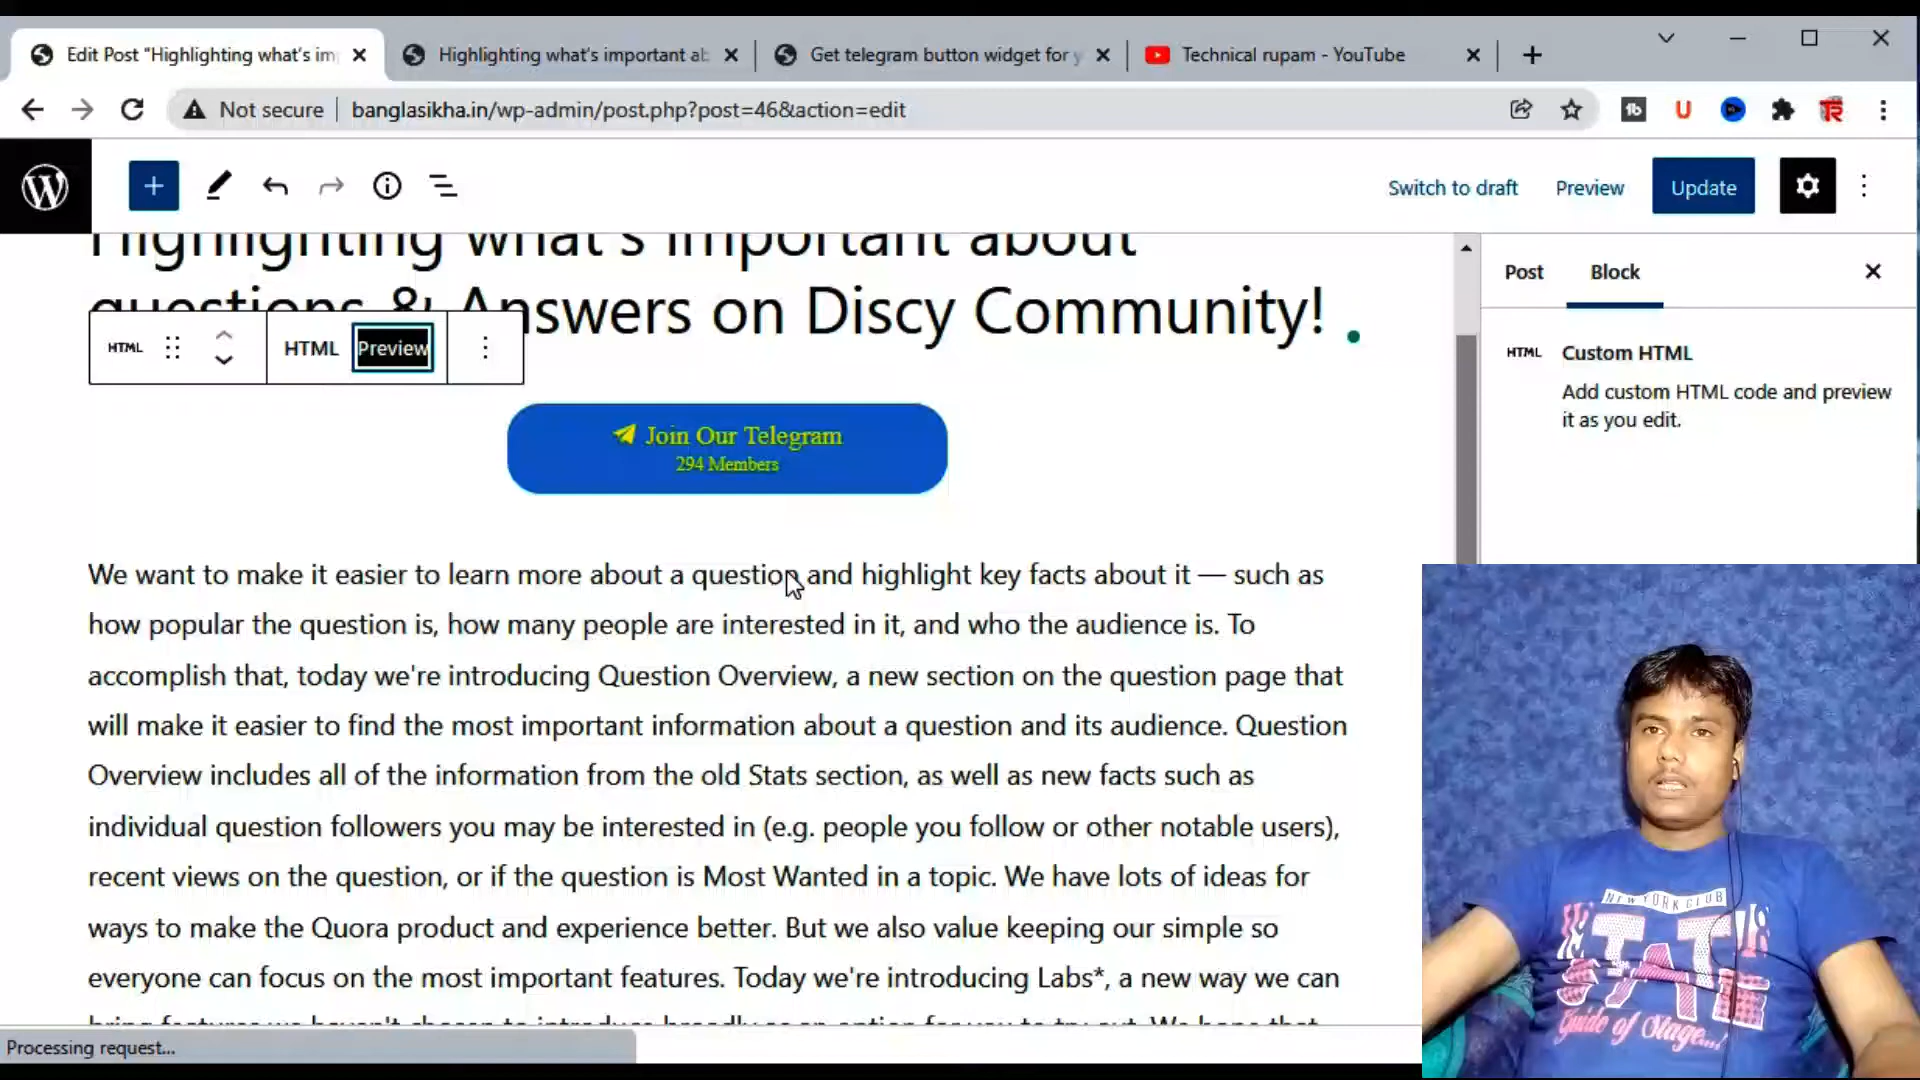 Edit Post "Highlighting what's im
Highlighting what's important ab
Get telegram button widget for y
Technical rupam - YouTube
Not secure
banglasikha.in/wp-admin/post.php?post=46&action=edit
Switch to draft
Preview
Update
Highlighting what's important about
questions & Answers on Discy Community!
HTML
HTML
Preview
Post
Block
HTML
Custom HTML
Add custom HTML code and preview
it as you edit.
Join Our Telegram
294 Members
We want to make it easier to learn more about a question and highlight key facts about it — such as
how popular the question is, how many people are interested in it, and who the audience is. To
accomplish that, today we're introducing Question Overview, a new section on the question page that
will make it easier to find the most important information about a question and its audience. Question
Overview includes all of the information from the old Stats section, as well as new facts such as
individual question followers you may be interested in (e.g. people you follow or other notable users),
recent views on the question, or if the question is Most Wanted in a topic. We have lots of ideas for
ways to make the Quora product and experience better. But we also value keeping our simple so
everyone can focus on the most important features. Today we're introducing Labs*, a new way we can
Processing request...
NEW YORK CLUB
STATE
Guide of Stage...!